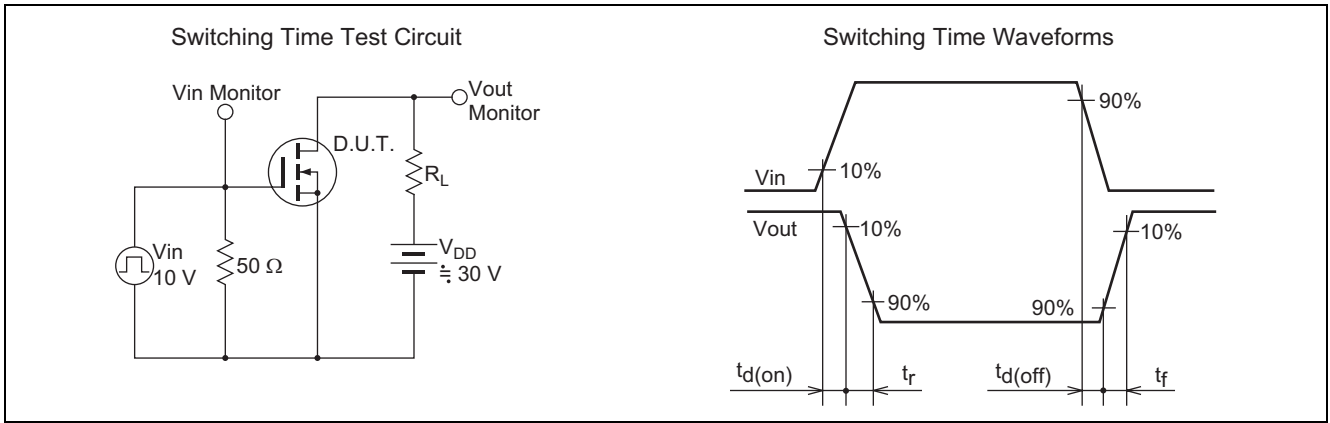 Switching Time Test Circuit
Vin Monitor
Vout
Monitor
D.U.T.
RL
Vin
10 V
50 Ω
VDD
≒ 30 V
Switching Time Waveforms
Vin
10%
90%
Vout
10%
90%
90%
10%
td(on)
tr
td(off)
tf